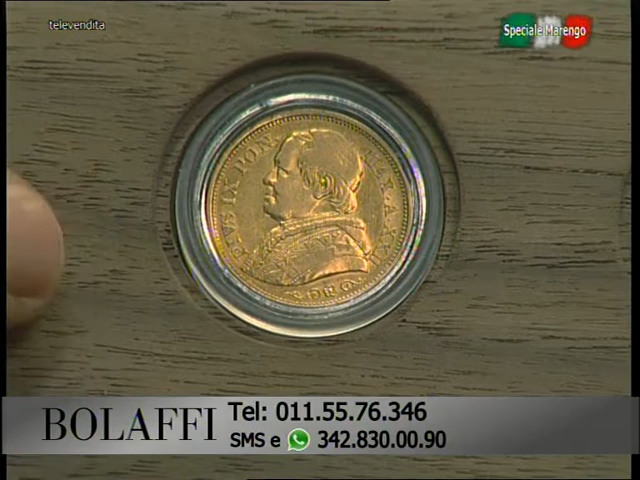 televendita
Speciale Marengo
PIVS IX PON. MAX. A. XXI
BOLAFFI
Tel: 011.55.76.346
SMS e 342.830.00.90